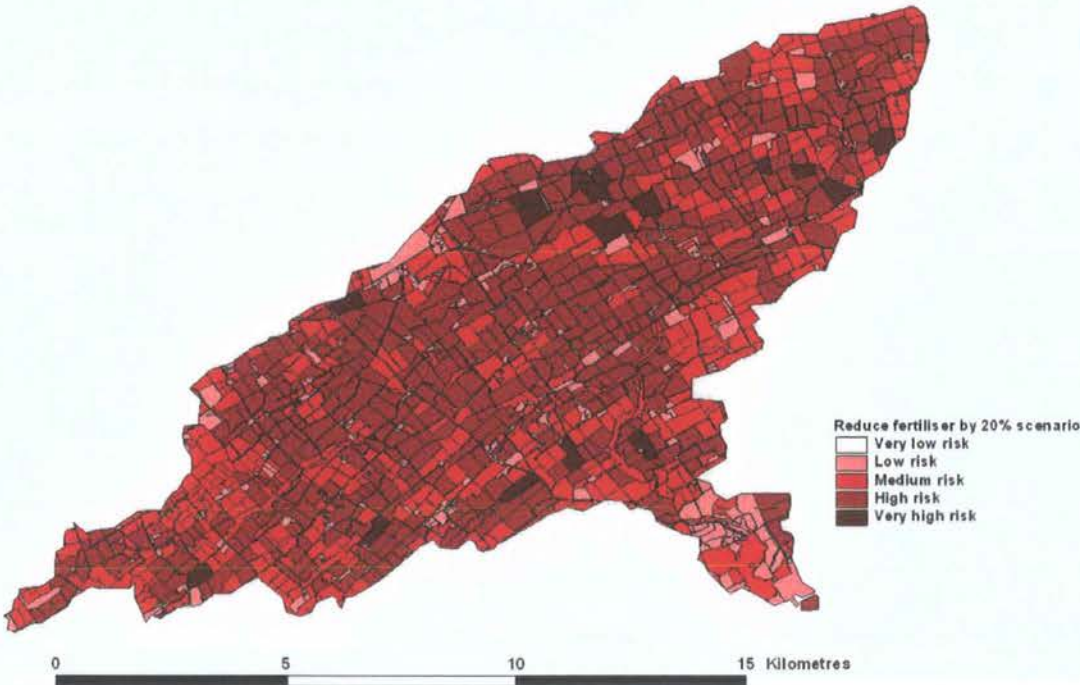 Reduce fertiliser by 20% scenario
Very low risk
Low risk
Medium risk
High risk
Very high risk
0 5 10 15 Kilometres